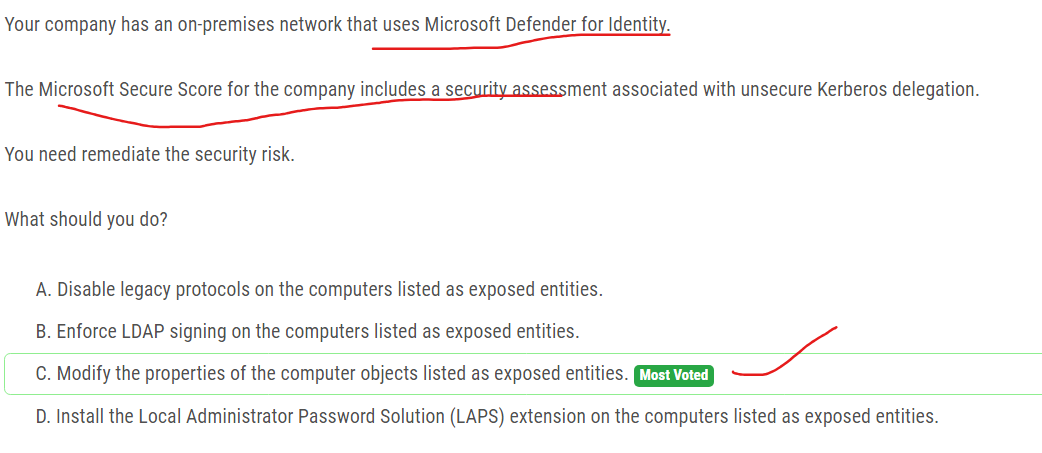 Your company has an on-premises network that uses Microsoft Defender for Identity.
The Microsoft Secure Score for the company includes a security assessment associated with unsecure Kerberos delegation.
You need remediate the security risk.
What should you do?
A. Disable legacy protocols on the computers listed as exposed entities.
B. Enforce LDAP signing on the computers listed as exposed entities.
C. Modify the properties of the computer objects listed as exposed entities. Most Voted
D. Install the Local Administrator Password Solution (LAPS) extension on the computers listed as exposed entities.